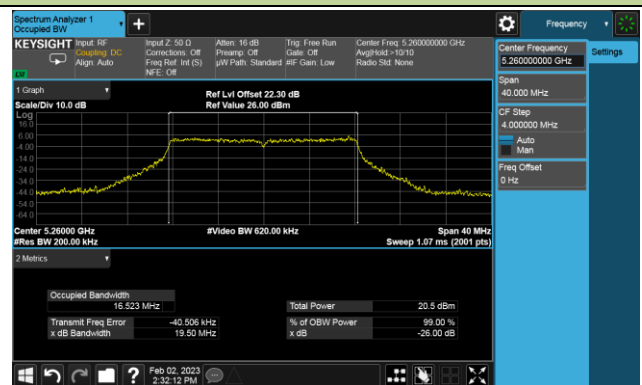 Spectrum Analyzer 1
Occupied BW
+
Frequency
KEYSIGHT
Input: RF
Coupling: DC
Align: Auto
Input Z: 50 Ω
Corrections: Off
Freq Ref: Int (S)
NFE: Off
Atten: 16 dB
Preamp: Off
µW Path: Standard
Trig: Free Run
Gate: Off
#IF Gain: Low
Center Freq: 5.260000000 GHz
Avg|Hold:>10/10
Radio Std: None
Center Frequency
5.260000000 GHz
Settings
Span
40.000 MHz
CF Step
4.000000 MHz
Auto
Man
Freq Offset
0 Hz
1 Graph
Scale/Div 10.0 dB
Ref Lvl Offset 22.30 dB
Ref Value 26.00 dBm
Log
16.0
6.00
-4.00
-14.0
-24.0
-34.0
-44.0
-54.0
-64.0
Center 5.26000 GHz
#Res BW 200.00 kHz
#Video BW 620.00 kHz
Span 40 MHz
Sweep 1.07 ms (2001 pts)
2 Metrics
Occupied Bandwidth
16.523 MHz
Total Power 20.5 dBm
Transmit Freq Error -40.506 kHz
% of OBW Power 99.00 %
x dB Bandwidth 19.50 MHz
x dB -26.00 dB
?
Feb 02, 2023
2:32:12 PM